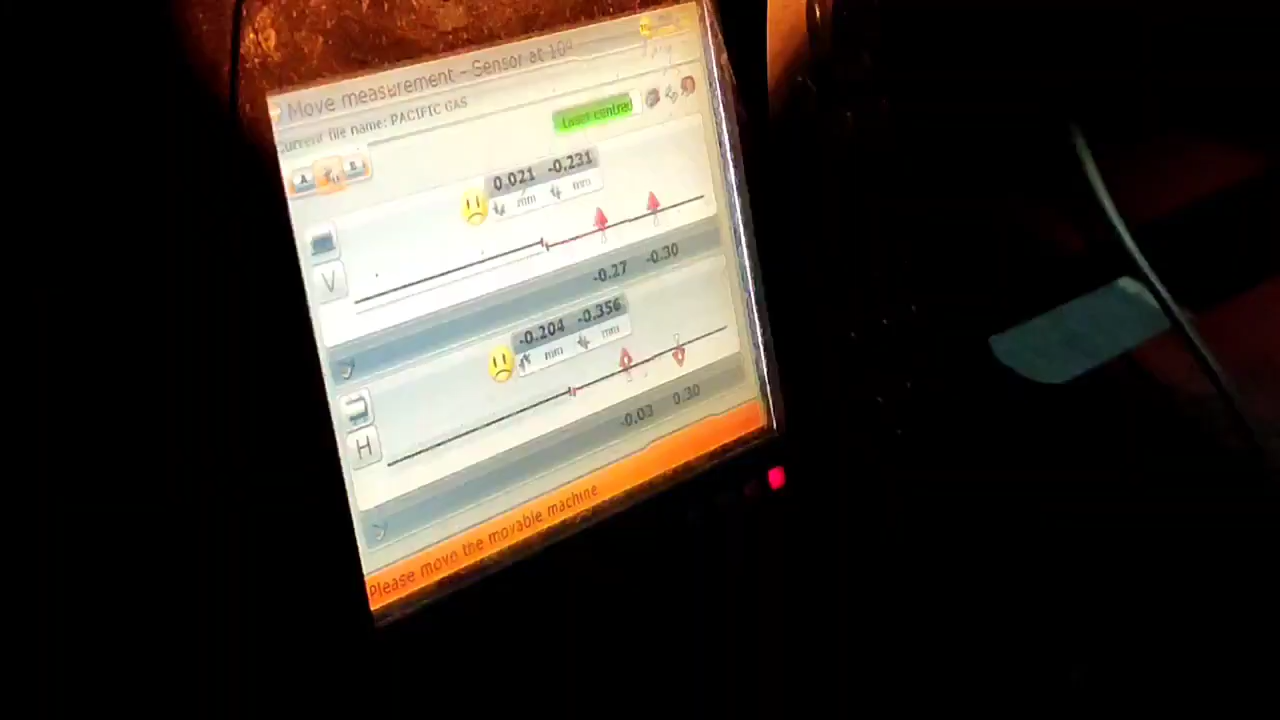 Move measurement - Sensor at 10º
Current file name: PACIFIC GAS
Laser centred
A E
0.021 -0.231
mm mm
V
-0.27 -0.30
-0.204 -0.356
mm mm
H
-0.03 0.30
Please move the movable machine